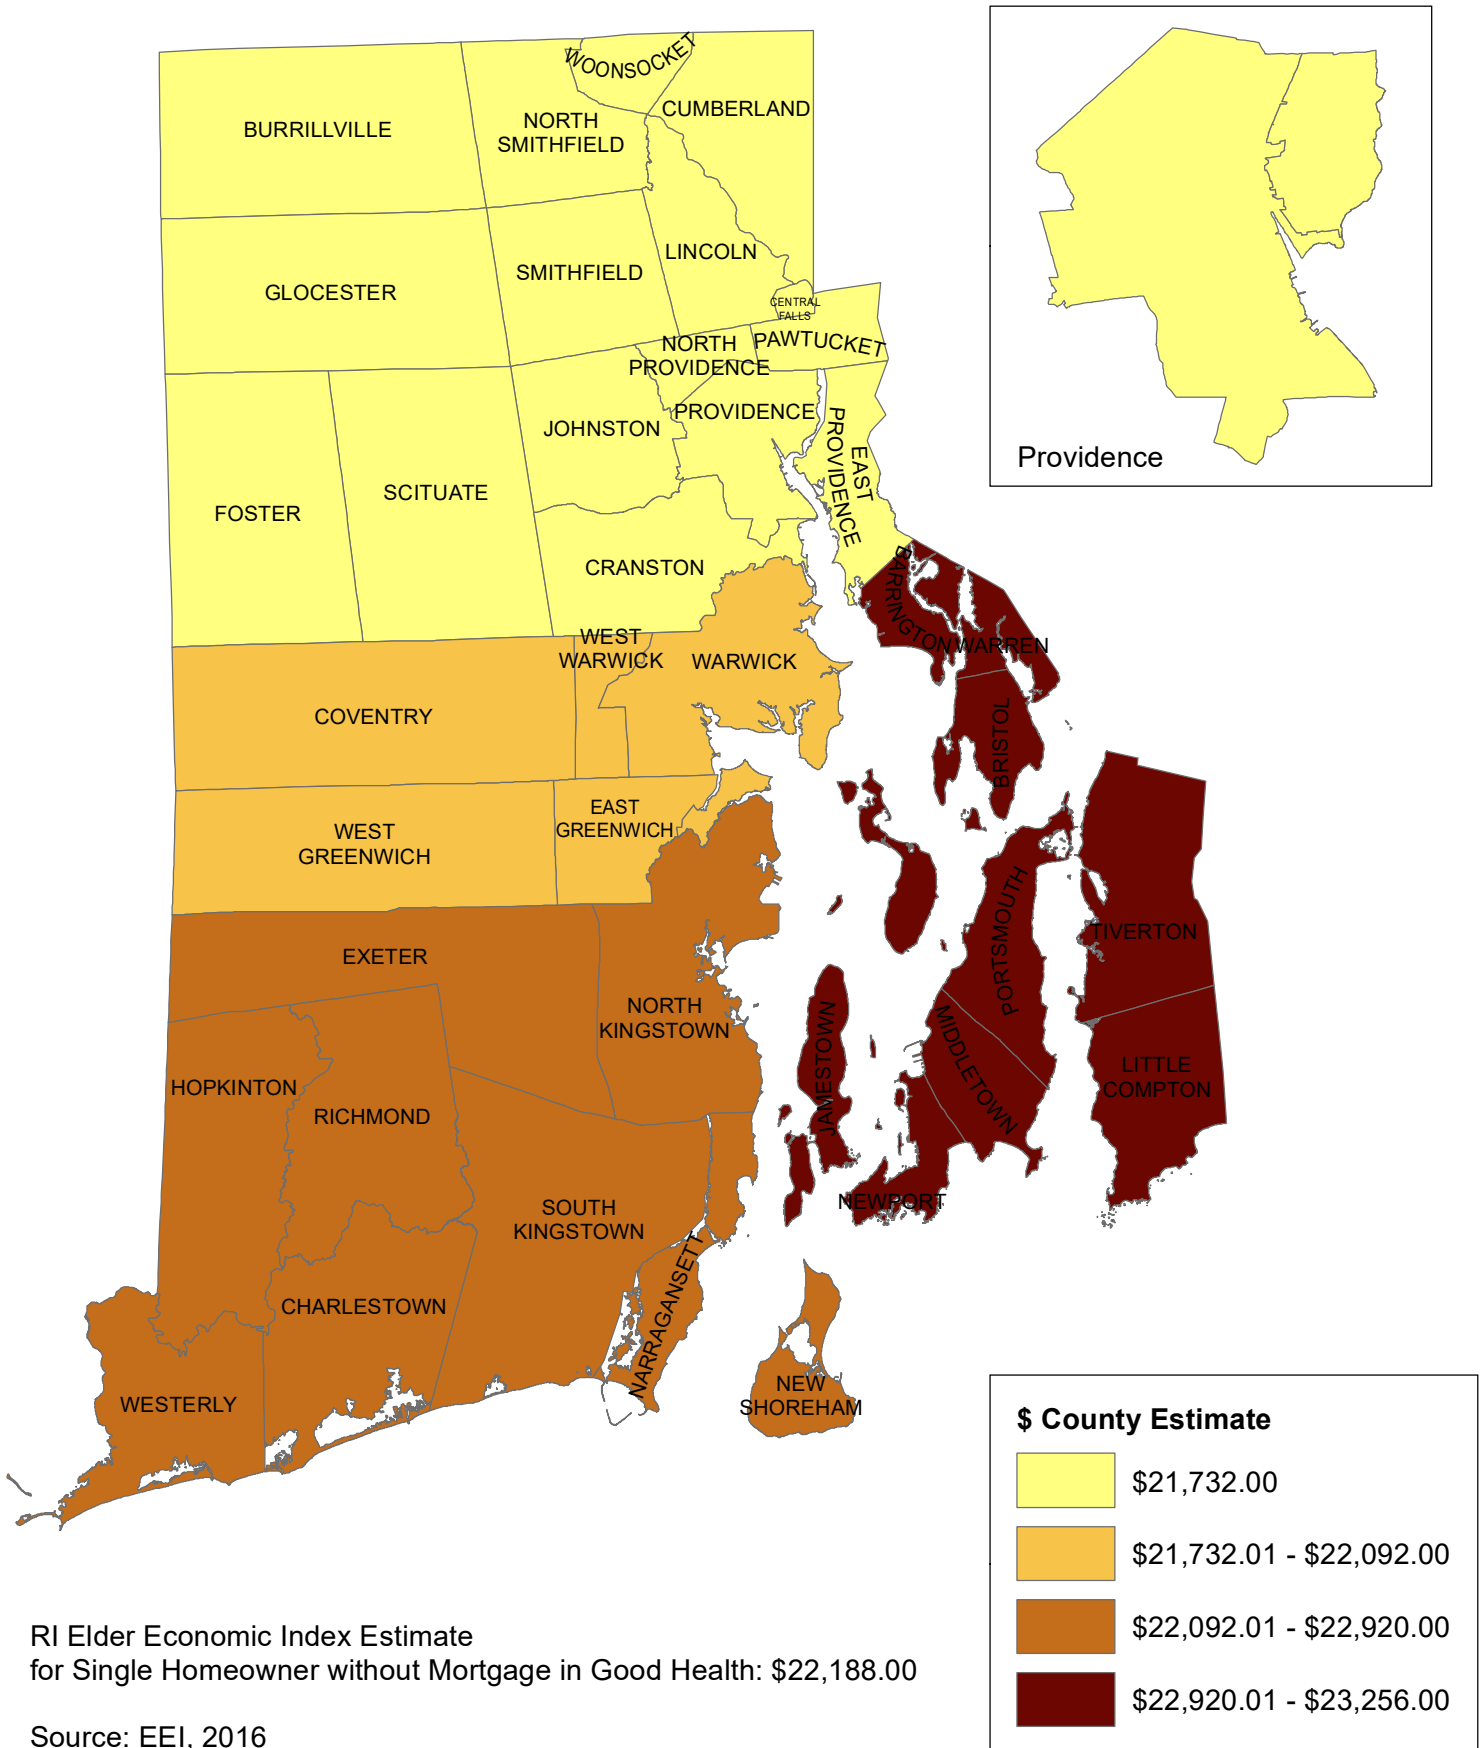 WOONSOCKET
CUMBERLAND
BURRILLVILLE
NORTH
SMITHFIELD
LINCOLN
SMITHFIELD
GLOCESTER
CENTRAL
FALLS
NORTH
PROVIDENCE
PAWTUCKET
PROVIDENCE
JOHNSTON
EAST
PROVIDENCE
SCITUATE
FOSTER
CRANSTON
Providence
BARRINGTON
WARREN
WEST
WARWICK
WARWICK
COVENTRY
BRISTOL
EAST
GREENWICH
WEST
GREENWICH
PORTSMOUTH
TIVERTON
EXETER
NORTH
KINGSTOWN
JAMESTOWN
MIDDLETOWN
LITTLE
COMPTON
HOPKINTON
RICHMOND
SOUTH
KINGSTOWN
NEWPORT
NARRAGANSETT
CHARLESTOWN
WESTERLY
NEW
SHOREHAM
$ County Estimate
$21,732.00
$21,732.01 - $22,092.00
$22,092.01 - $22,920.00
$22,920.01 - $23,256.00
RI Elder Economic Index Estimate
for Single Homeowner without Mortgage in Good Health: $22,188.00
Source: EEI, 2016